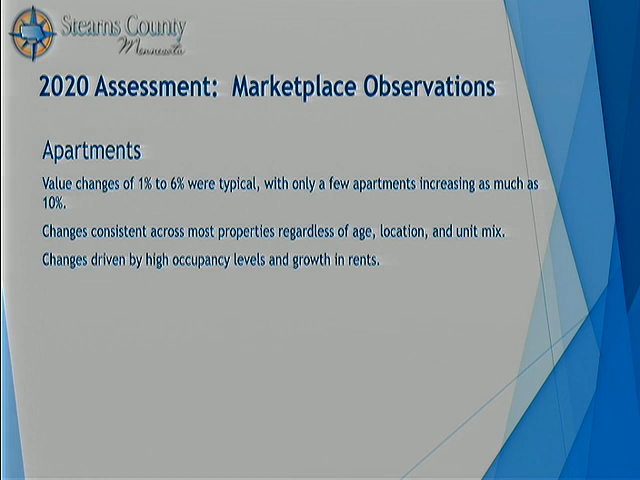 Stearns County
Minnesota
2020 Assessment: Marketplace Observations
Apartments
Value changes of 1% to 6% were typical, with only a few apartments increasing as much as
10%.
Changes consistent across most properties regardless of age, location, and unit mix.
Changes driven by high occupancy levels and growth in rents.